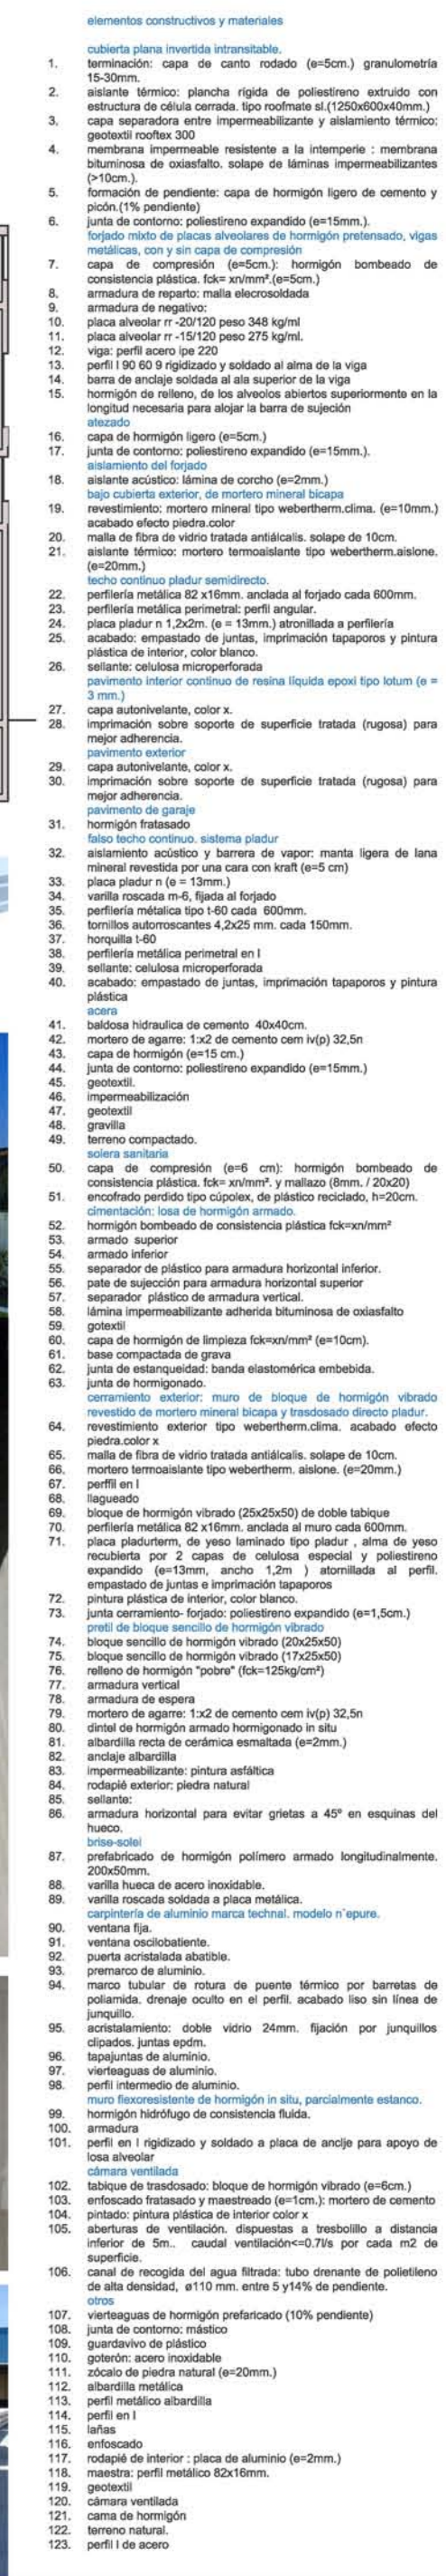 elementos constructivos y materiales
cubierta plana invertida intransitable.
1. terminación: capa de canto rodado (e=5cm.) granulometría
15-30mm.
2. aislante térmico: plancha rigida de poliestireno extruido con
estructura de célula cerrada. tipo roofmate sl.(1250x600x40mm.)
3. capa separadora entre impermeabilizante y aislamiento térmico:
geotextil rooftex 300
4. membrana impermeable resistente a la intemperie : membrana
bituminosa de oxiasfalto. solape de láminas impermeabilizantes
(>10cm.).
5. formación de pendiente: capa de hormigón ligero de cemento y
picón.(1% pendiente)
6. junta de contorno: poliestireno expandido (e=15mm.).
forjado mixto de placas alveolares de hormigón pretensado, vigas
metálicas, con y sin capa de compresión
7. capa de compresión (e=5cm.): hormigón bombeado de
consistencia plástica. fck= xn/mm².(e=5cm.)
8. armadura de reparto: malla elecrosoldada
9. armadura de negativo:
10. placa alveolar rr -20/120 peso 348 kg/ml
11. placa alveolar rr -15/120 peso 275 kg/ml.
12. viga: perfil acero ipe 220
13. perfil l 90 60 9 rigidizado y soldado al alma de la viga
14. barra de anclaje soldada al ala superior de la viga
15. hormigón de relleno, de los alveolos abiertos superiormente en la
longitud necesaria para alojar la barra de sujeción
atezado
16. capa de hormigón ligero (e=5cm.)
17. junta de contorno: poliestireno expandido (e=15mm.).
aislamiento del forjado
18. aislante acústico: lámina de corcho (e=2mm.)
bajo cubierta exterior, de mortero mineral bicapa
19. revestimiento: mortero mineral tipo webertherm.clima. (e=10mm.)
acabado efecto piedra.color
20. malla de fibra de vidrio tratada antiálcalis. solape de 10cm.
21. aislante térmico: mortero termoaislante tipo webertherm.aislone.
(e=20mm.)
techo continuo pladur semidirecto.
22. perfilería metálica 82 x16mm. anclada al forjado cada 600mm.
23. perfilería metálica perimetral: perfil angular.
24. placa pladur n 1,2x2m. (e = 13mm.) atronillada a perfilería
25. acabado: empastado de juntas, imprimación tapaporos y pintura
plástica de interior, color blanco.
26. sellante: celulosa microperforada
pavimento interior continuo de resina líquida epoxi tipo lotum (e =
3 mm.)
27. capa autonivelante, color x.
28. imprimación sobre soporte de superficie tratada (rugosa) para
mejor adherencia.
pavimento exterior
29. capa autonivelante, color x.
30. imprimación sobre soporte de superficie tratada (rugosa) para
mejor adherencia.
pavimento de garaje
31. hormigón fratasado
falso techo continuo. sistema pladur
32. aislamiento acústico y barrera de vapor: manta ligera de lana
mineral revestida por una cara con kraft (e=5 cm)
33. placa pladur n (e = 13mm.)
34. varilla roscada m-6, fijada al forjado
35. perfilería métalica tipo t-60 cada 600mm.
36. tornillos autorroscantes 4,2x25 mm. cada 150mm.
37. horquilla t-60
38. perfilería metálica perimetral en l
39. sellante: celulosa microperforada
40. acabado: empastado de juntas, imprimación tapaporos y pintura
plástica
acera
41. baldosa hidraulica de cemento 40x40cm.
42. mortero de agarre: 1:x2 de cemento cem iv(p) 32,5n
43. capa de hormigón (e=15 cm.)
44. junta de contorno: poliestireno expandido (e=15mm.)
45. geotextil.
46. impermeabilización
47. geotextil
48. gravilla
49. terreno compactado.
solera sanitaria
50. capa de compresión (e=6 cm): hormigón bombeado de
consistencia plástica. fck= xn/mm². y mallazo (8mm. / 20x20)
51. encofrado perdido tipo cúpolex, de plástico reciclado, h=20cm.
cimentación: losa de hormigón armado.
52. hormigón bombeado de consistencia plástica fck=xn/mm²
53. armado superior
54. armado inferior
55. separador de plástico para armadura horizontal inferior.
56. pate de sujección para armadura horizontal superior
57. separador plástico de armadura vertical.
58. lámina impermeabilizante adherida bituminosa de oxiasfalto
59. gotextil
60. capa de hormigón de limpieza fck=xn/mm² (e=10cm).
61. base compactada de grava
62. junta de estanqueidad: banda elastomérica embebida.
63. junta de hormigonado.
cerramiento exterior: muro de bloque de hormigón vibrado
revestido de mortero mineral bicapa y trasdosado directo pladur.
64. revestimiento exterior tipo webertherm.clima. acabado efecto
piedra.color x
65. malla de fibra de vidrio tratada antiálcalis. solape de 10cm.
66. mortero termoaislante tipo webertherm. aislone. (e=20mm.)
67. perffil en l
68. llagueado
69. bloque de hormigón vibrado (25x25x50) de doble tabique
70. perfilería metálica 82 x16mm. anclada al muro cada 600mm.
71. placa pladurterm, de yeso laminado tipo pladur , alma de yeso
recubierta por 2 capas de celulosa especial y poliestireno
expandido (e=13mm, ancho 1,2m ) atornillada al perfil.
empastado de juntas e imprimación tapaporos
72. pintura plástica de interior, color blanco.
73. junta cerramiento- forjado: poliestireno expandido (e=1,5cm.)
pretil de bloque sencillo de hormigón vibrado
74. bloque sencillo de hormigón vibrado (20x25x50)
75. bloque sencillo de hormigón vibrado (17x25x50)
76. relleno de hormigón "pobre" (fck=125kg/cm²)
77. armadura vertical
78. armadura de espera
79. mortero de agarre: 1:x2 de cemento cem iv(p) 32,5n
80. dintel de hormigón armado hormigonado in situ
81. albardilla recta de cerámica esmaltada (e=2mm.)
82. anclaje albardilla
83. impermeabilizante: pintura asfáltica
84. rodapié exterior: piedra natural
85. sellante:
86. armadura horizontal para evitar grietas a 45º en esquinas del
hueco.
brise-solei
87. prefabricado de hormigón polímero armado longitudinalmente.
200x50mm.
88. varilla hueca de acero inoxidable.
89. varilla roscada soldada a placa metálica.
carpintería de aluminio marca technal. modelo n`epure.
90. ventana fija.
91. ventana oscilobatiente.
92. puerta acristalada abatible.
93. premarco de aluminio.
94. marco tubular de rotura de puente térmico por barretas de
poliamida. drenaje oculto en el perfil. acabado liso sin línea de
junquillo.
95. acristalamiento: doble vidrio 24mm. fijación por junquillos
clipados. juntas epdm.
96. tapajuntas de aluminio.
97. vierteaguas de aluminio.
98. perfil intermedio de aluminio.
muro flexoresistente de hormigón in situ, parcialmente estanco.
99. hormigón hidrófugo de consistencia fluida.
100. armadura
101. perfil en l rigidizado y soldado a placa de anclje para apoyo de
losa alveolar
cámara ventilada
102. tabique de trasdosado: bloque de hormigón vibrado (e=6cm.)
103. enfoscado fratasado y maestreado (e=1cm.): mortero de cemento
104. pintado: pintura plástica de interior color x
105. aberturas de ventilación. dispuestas a tresbolillo a distancia
inferior de 5m.. caudal ventilación<=0.7l/s por cada m2 de
superficie.
106. canal de recogida del agua filtrada: tubo drenante de polietileno
de alta densidad, ø110 mm. entre 5 y14% de pendiente.
otros
107. vierteaguas de hormigón prefaricado (10% pendiente)
108. junta de contorno: mástico
109. guardavivo de plástico
110. goterón: acero inoxidable
111. zócalo de piedra natural (e=20mm.)
112. albardilla metálica
113. perfil metálico albardilla
114. perfil en l
115. lañas
116. enfoscado
117. rodapié de interior : placa de aluminio (e=2mm.)
118. maestra: perfil metálico 82x16mm.
119. geotextil
120. cámara ventilada
121. cama de hormigón
122. terreno natural.
123. perfil l de acero